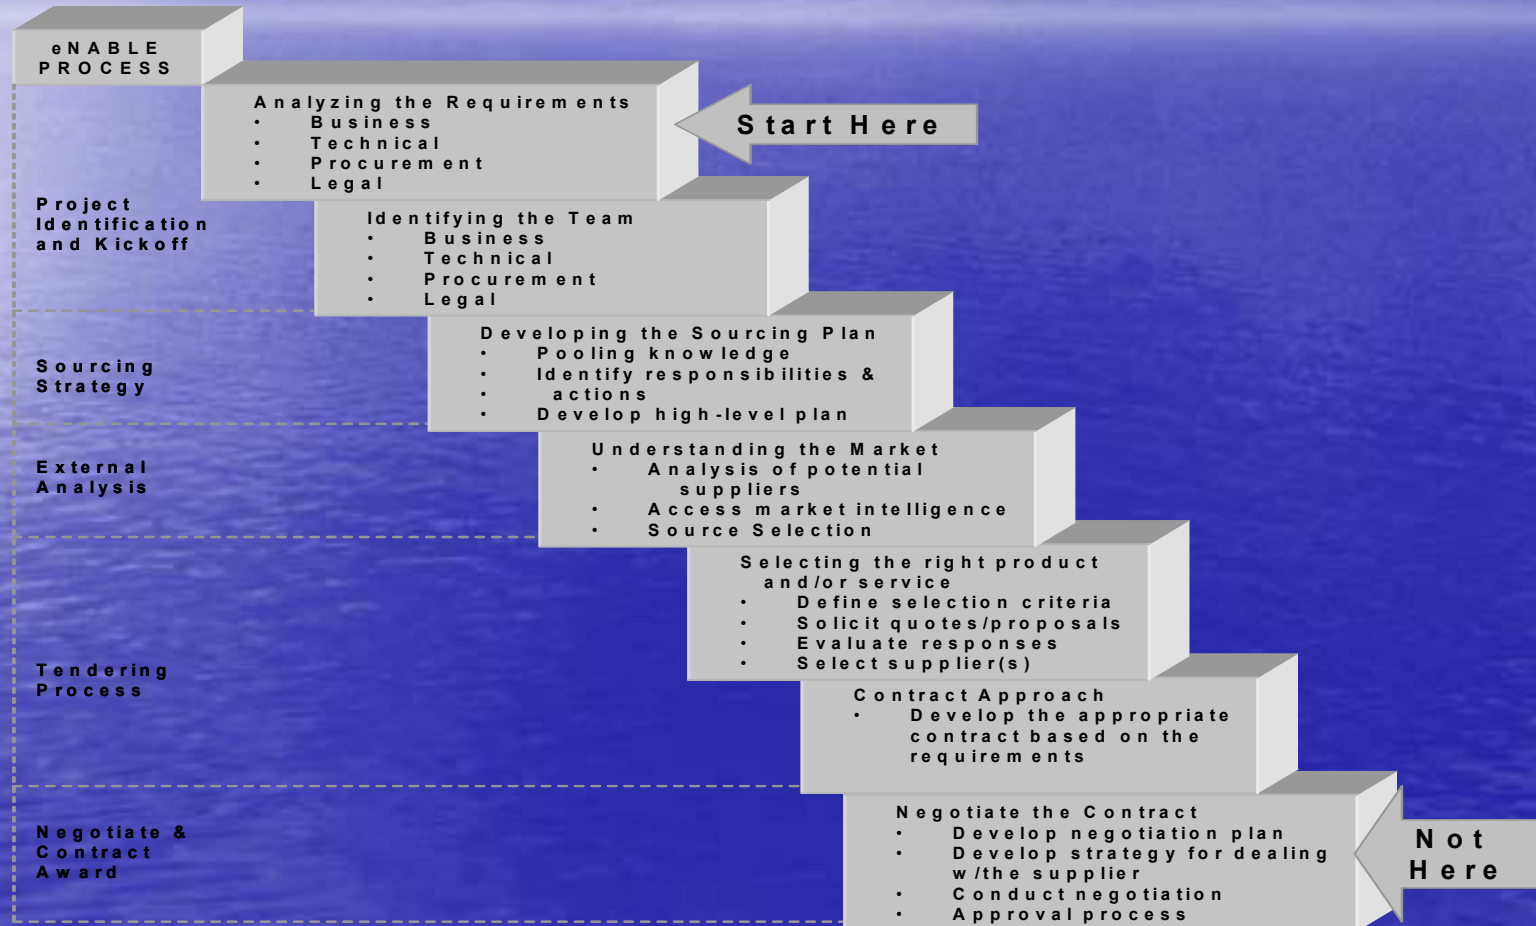 eNABLE
PROCESS
Analyzing the Requirements
• Business
• Technical
• Procurement
• Legal
Start Here
Project
Identification
and Kickoff
Identifying the Team
• Business
• Technical
• Procurement
• Legal
Sourcing
Strategy
Developing the Sourcing Plan
• Pooling knowledge
• Identify responsibilities &
• actions
• Develop high-level plan
External
Analysis
Understanding the Market
• Analysis of potential
suppliers
• Access market intelligence
• Source Selection
Tendering
Process
Selecting the right product
and/or service
• Define selection criteria
• Solicit quotes/proposals
• Evaluate responses
• Select supplier(s)
Contract Approach
• Develop the appropriate
contract based on the
requirements
Negotiate &
Contract
Award
Negotiate the Contract
• Develop negotiation plan
• Develop strategy for dealing
w/the supplier
• Conduct negotiation
• Approval process
Not
Here